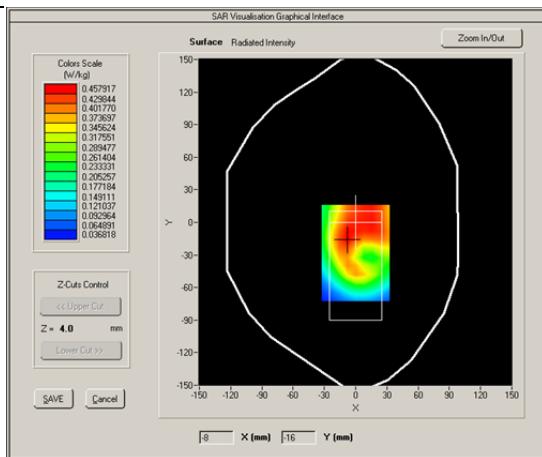 SAR Visualisation Graphical Interface
Surface Radiated Intensity
Zoom In/Out
Colors Scale
(W/kg)
0.457917
0.429844
0.401770
0.373697
0.345624
0.317551
0.289477
0.261404
0.233331
0.205257
0.177184
0.149111
0.121037
0.092964
0.064891
0.036818
150
120
90
60
30
0
-30
-60
-90
-120
-150
Y
-150 -120 -90 -60 -30 0 30 60 90 120 150
X
Z-Cuts Control
<< Upper Cut
Z = 4.0 mm
Lower Cut >>
SAVE Cancel
-8 X (mm) -16 Y (mm)